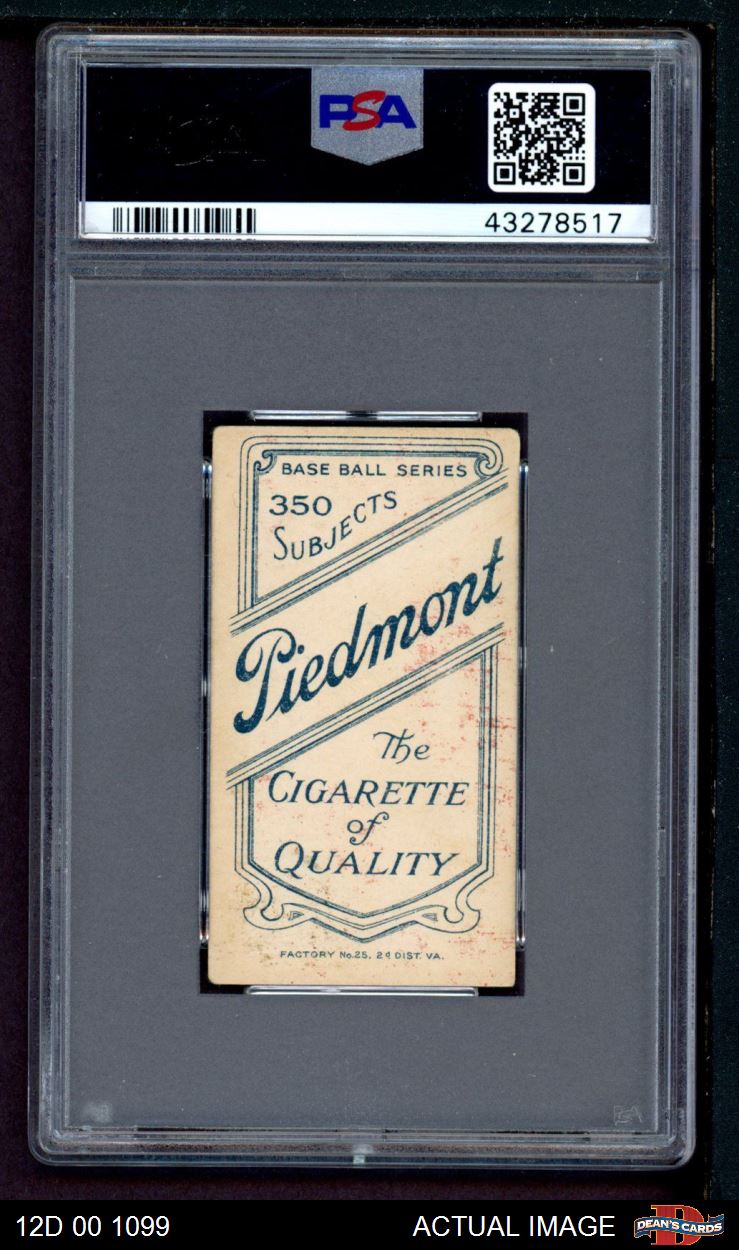 PSA
43278517
BASE BALL SERIES
350
SUBJECTS
Piedmont
The
CIGARETTE
of
QUALITY
FACTORY No. 25, 2d DIST. VA.
PSA
12D 00 1099
ACTUAL IMAGE
D
DEAN'S CARDS